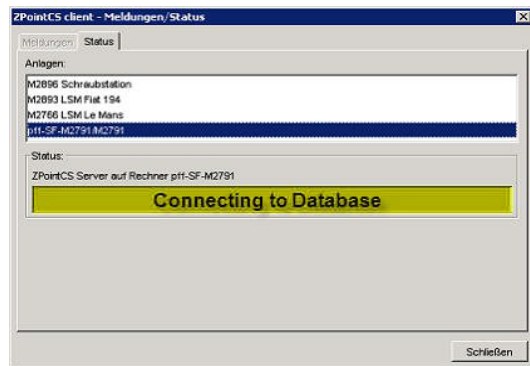 ZPointCS client - Meldungen/Status
Meldungen Status
Anlagen:
M2896 Schraubstation
M2893 LSM Fiat 194
M2766 LSM Le Mans
pff-SF-M2791/M2791
Status:
ZPointCS Server auf Rechner pff-SF-M2791
Connecting to Database
Schließen